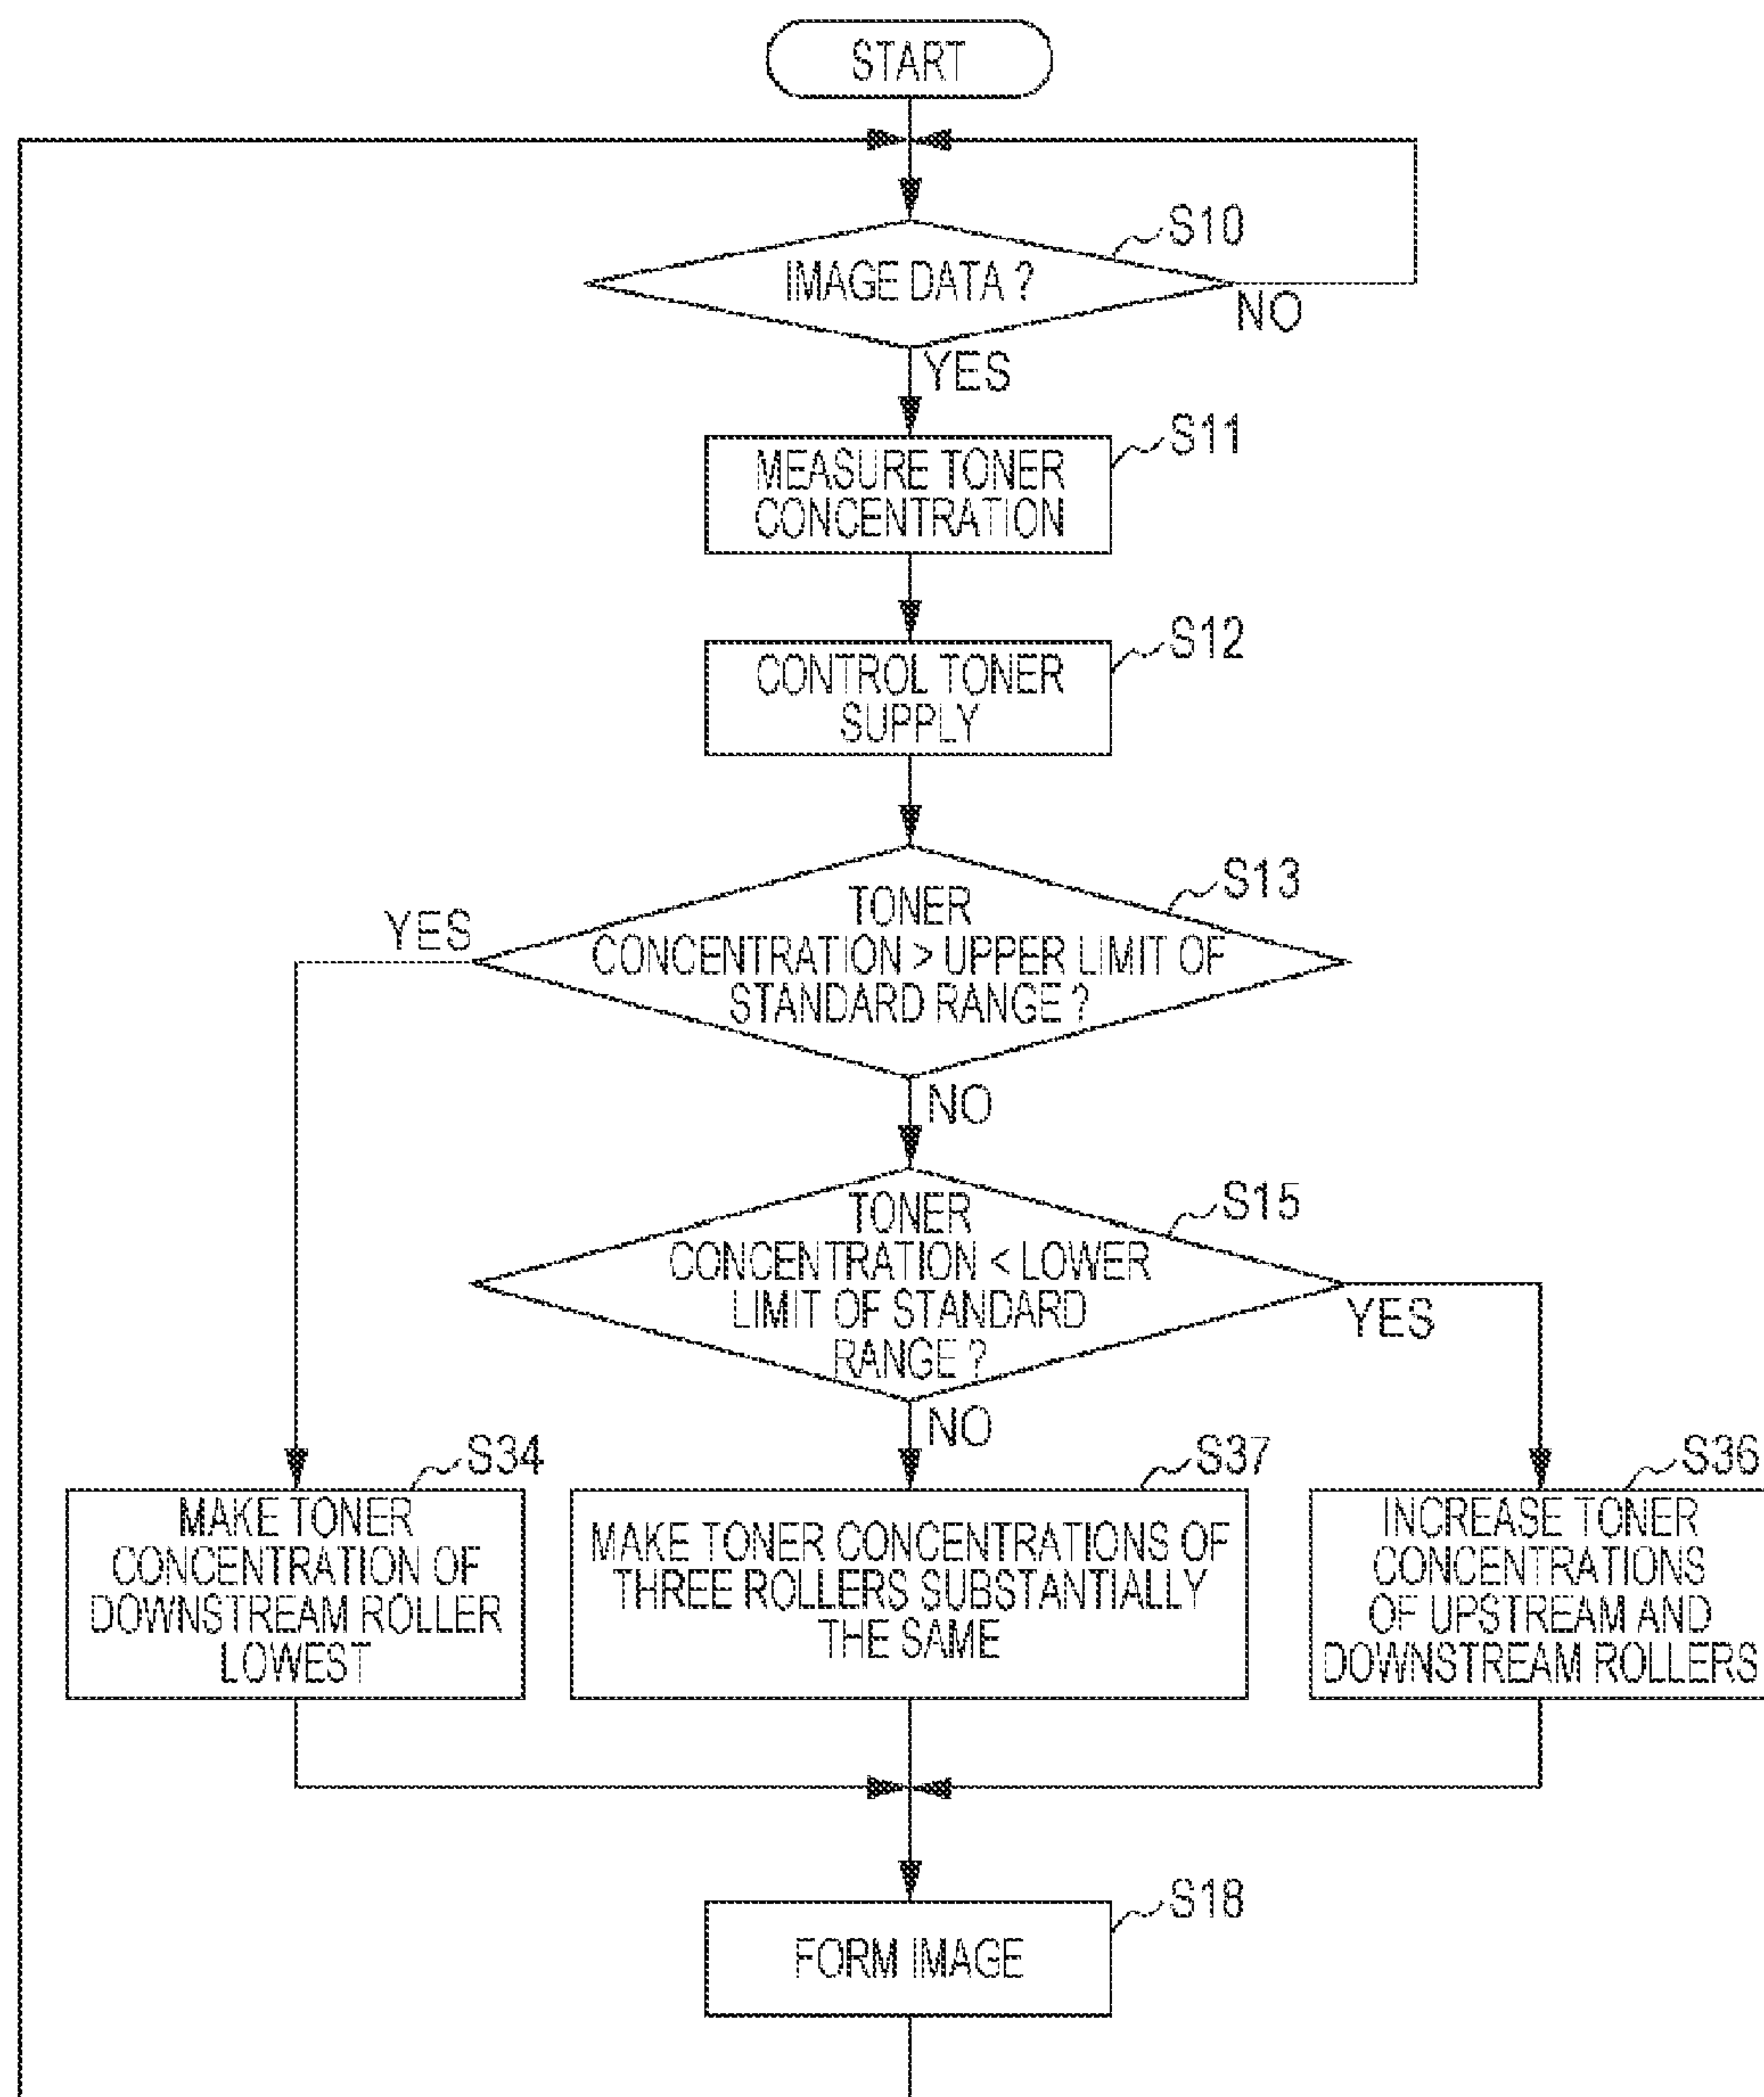 START
S10
IMAGE DATA ?
NO
YES
S11
MEASURE TONER
CONCENTRATION
S12
CONTROL TONER
SUPPLY
S13
YES
TONER
CONCENTRATION > UPPER LIMIT OF
STANDARD RANGE ?
NO
S15
TONER
CONCENTRATION < LOWER
LIMIT OF STANDARD
RANGE ?
YES
NO
S34
MAKE TONER
CONCENTRATION OF
DOWNSTREAM ROLLER
LOWEST
S37
MAKE TONER CONCENTRATIONS OF
THREE ROLLERS SUBSTANTIALLY
THE SAME
S36
INCREASE TONER
CONCENTRATIONS
OF UPSTREAM AND
DOWNSTREAM ROLLERS
S18
FORM IMAGE